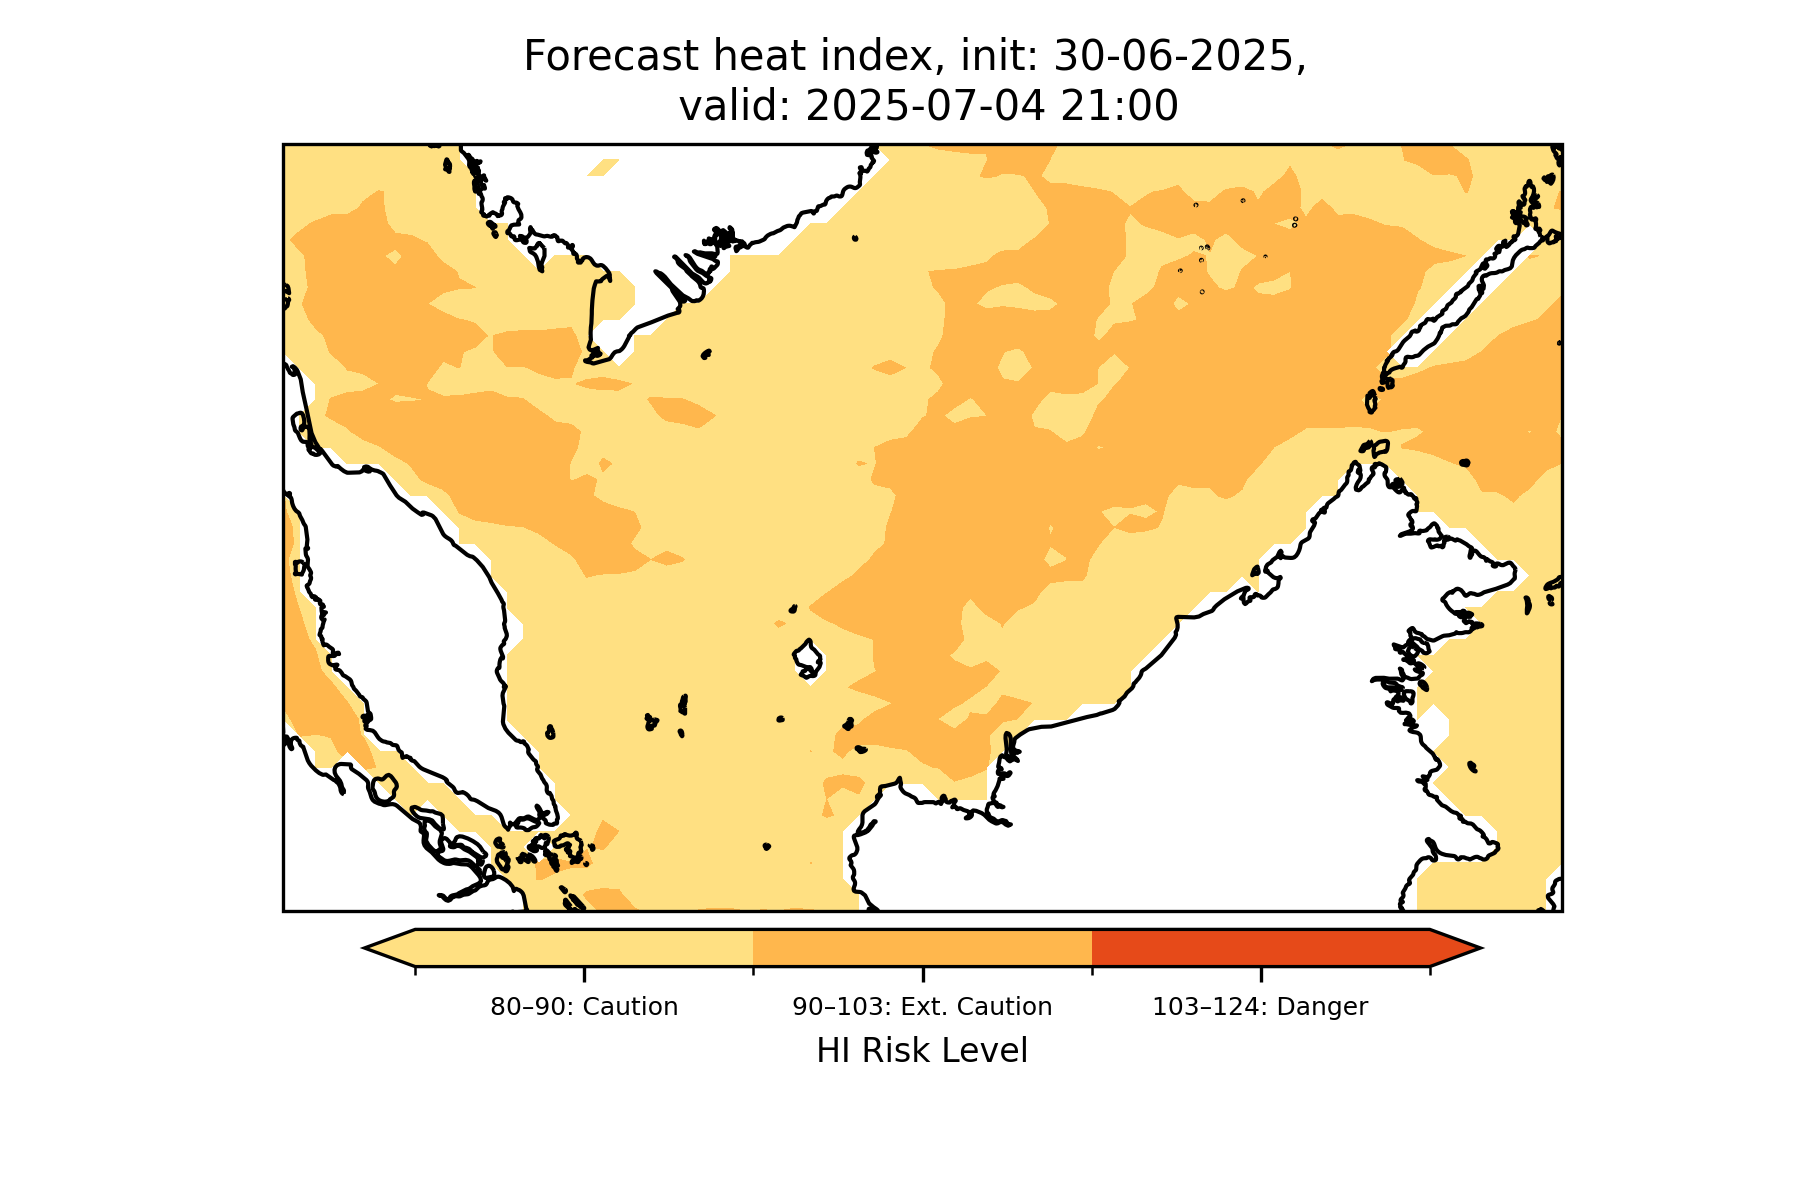 Forecast heat index, init: 30-06-2025,
valid: 2025-07-04 21:00
80–90: Caution
90–103: Ext. Caution
103–124: Danger
HI Risk Level